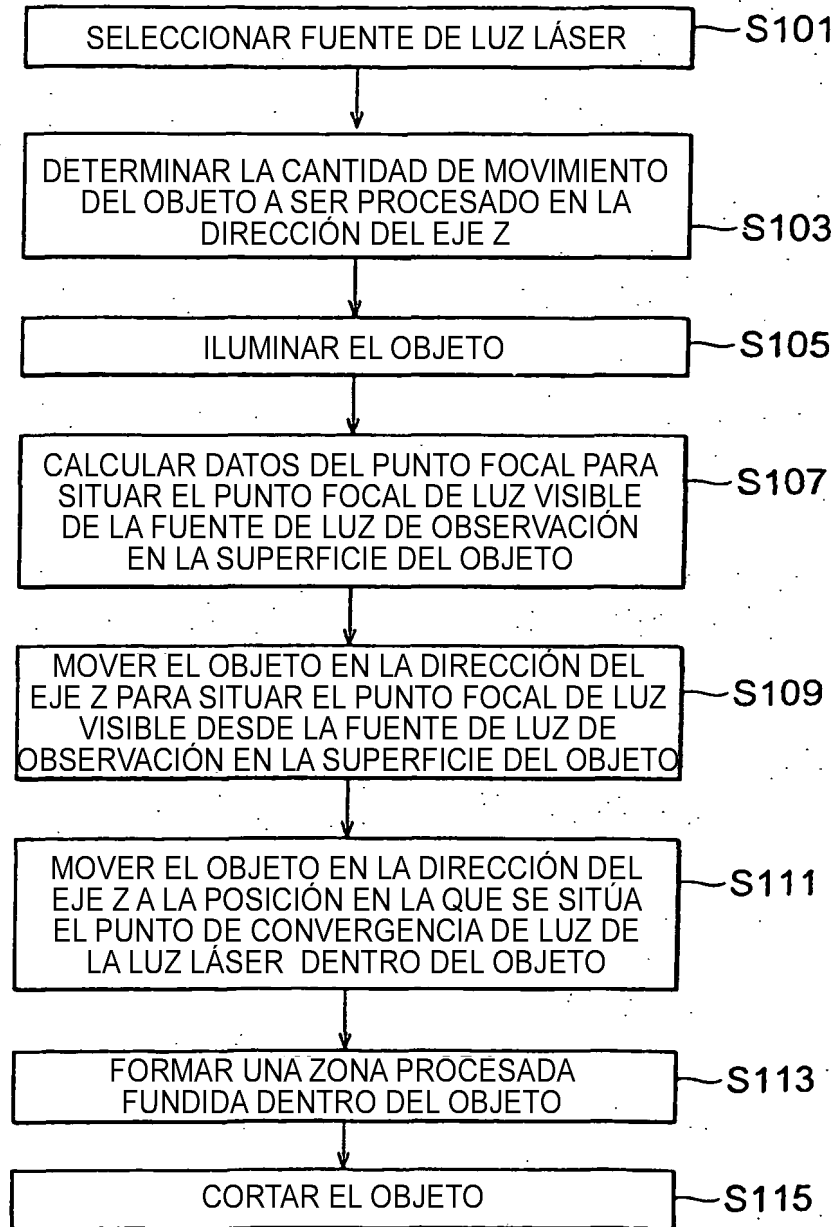 SELECCIONAR FUENTE DE LUZ LÁSER
S101
DETERMINAR LA CANTIDAD DE MOVIMIENTO
DEL OBJETO A SER PROCESADO EN LA
DIRECCIÓN DEL EJE Z
S103
ILUMINAR EL OBJETO
S105
CALCULAR DATOS DEL PUNTO FOCAL PARA
SITUAR EL PUNTO FOCAL DE LUZ VISIBLE
DE LA FUENTE DE LUZ DE OBSERVACIÓN
EN LA SUPERFICIE DEL OBJETO
S107
MOVER EL OBJETO EN LA DIRECCIÓN DEL
EJE Z PARA SITUAR EL PUNTO FOCAL DE LUZ
VISIBLE DESDE LA FUENTE DE LUZ DE
OBSERVACIÓN EN LA SUPERFICIE DEL OBJETO
S109
MOVER EL OBJETO EN LA DIRECCIÓN DEL
EJE Z A LA POSICIÓN EN LA QUE SE SITÚA
EL PUNTO DE CONVERGENCIA DE LUZ DE
LA LUZ LÁSER DENTRO DEL OBJETO
S111
FORMAR UNA ZONA PROCESADA
FUNDIDA DENTRO DEL OBJETO
S113
CORTAR EL OBJETO
S115